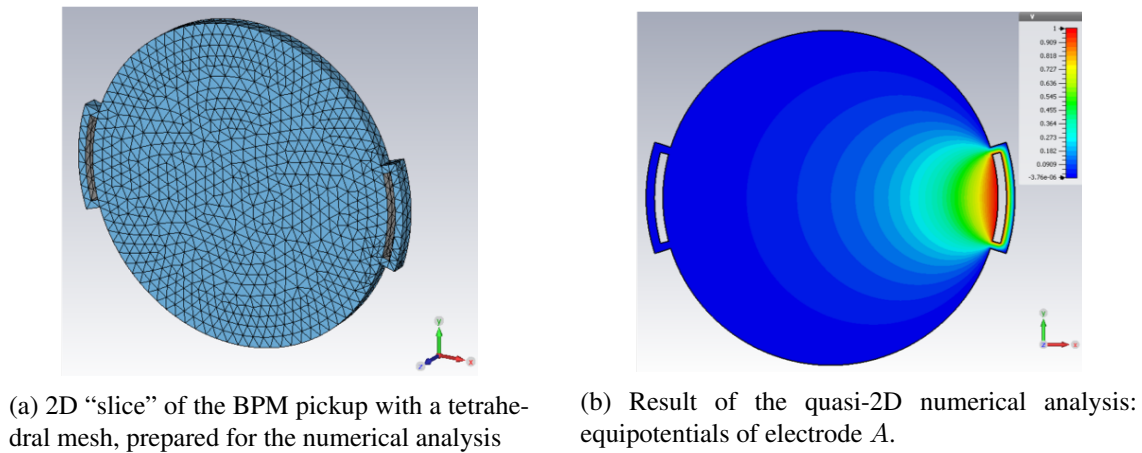 V
1
0.909
0.818
0.727
0.636
0.545
0.455
0.364
0.273
0.182
0.0909
-3.76e-06
y
x
z
y
z
x
(a) 2D “slice” of the BPM pickup with a tetrahe-
dral mesh, prepared for the numerical analysis
(b) Result of the quasi-2D numerical analysis:
equipotentials of electrode A.